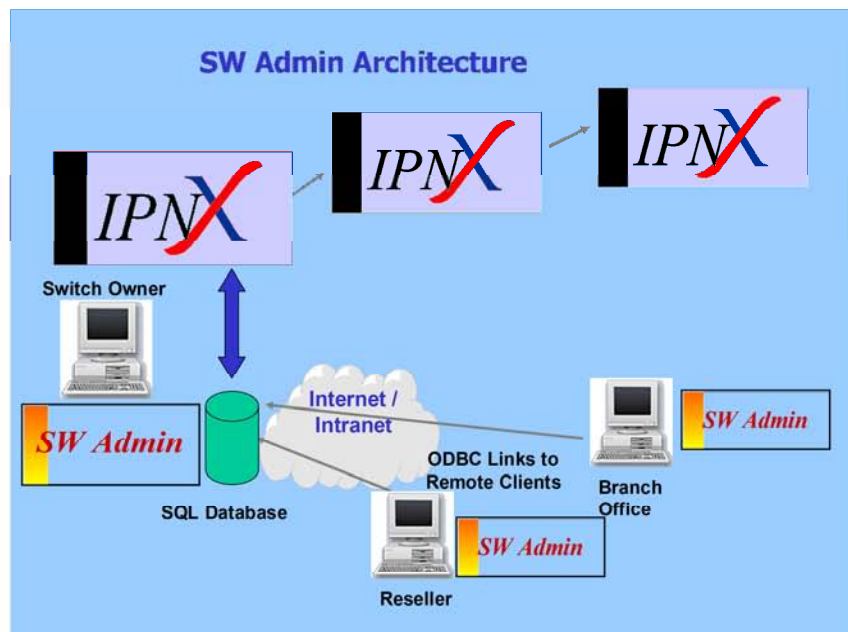 SW Admin Architecture
IPNX
IPNX
IPNX
Switch Owner
SW Admin
SQL Database
Internet /
Intranet
ODBC Links to
Remote Clients
SW Admin
Branch
Office
SW Admin
Reseller